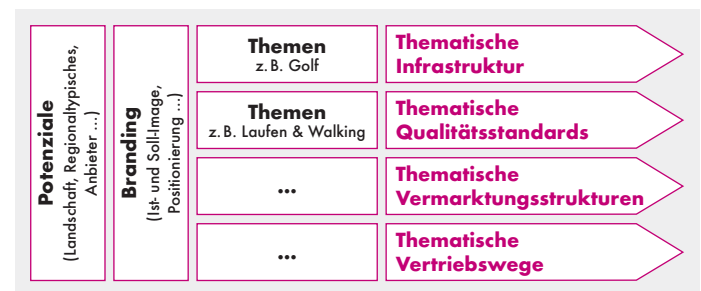 Potenziale
(Landschaft, Regionaltypisches,
Anbieter ...)
Branding
(Ist- und Soll-Image,
Positionierung ...)
Themen
z. B. Golf
Thematische
Infrastruktur
Themen
z. B. Laufen & Walking
Thematische
Qualitätsstandards
...
Thematische
Vermarktungsstrukturen
...
Thematische
Vertriebswege